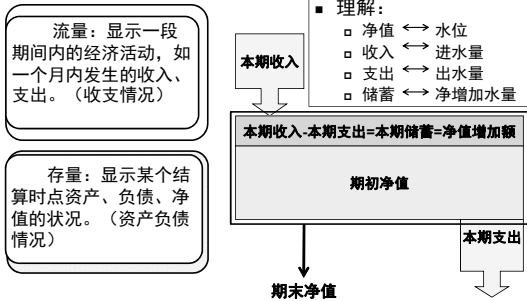 流量：显示一段
期间内的经济活动，如
一个月内发生的收入、
支出。（收支情况）
存量：显示某个结
算时点资产、负债、净
值的状况。（资产负债
情况）
理解：
净值 ↔ 水位
收入 ↔ 进水量
支出 ↔ 出水量
储蓄 ↔ 净增加水量
本期收入
本期收入-本期支出=本期储蓄=净值增加额
期初净值
本期支出
期末净值